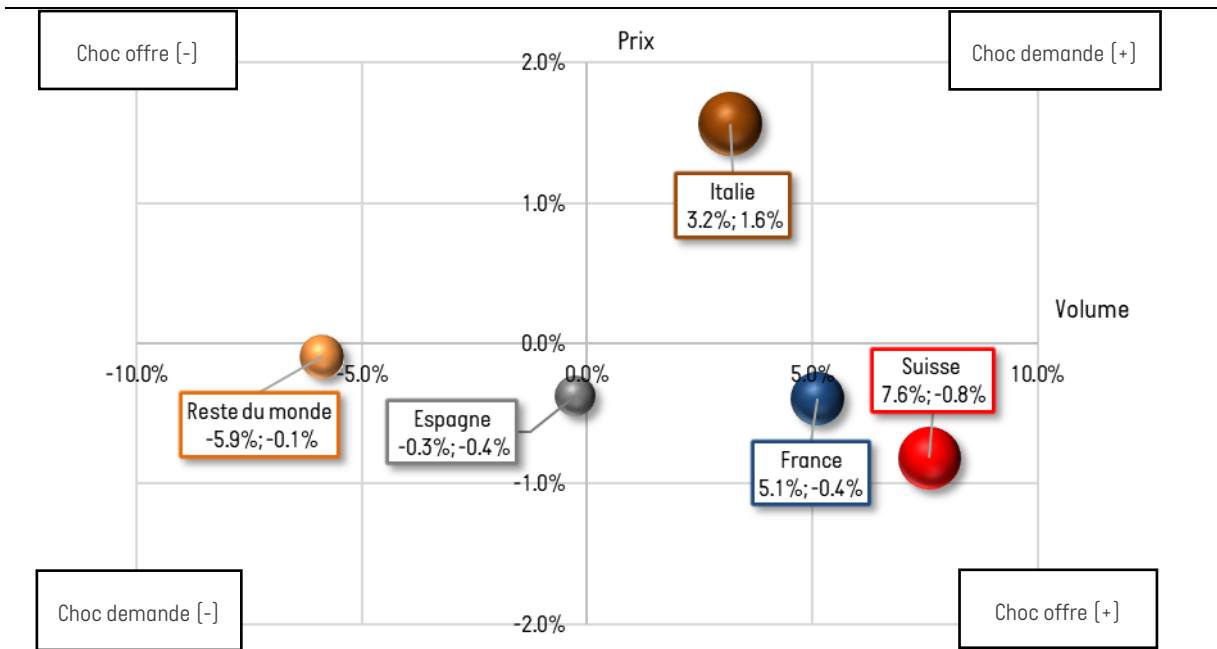 Choc offre (-)
Prix
Choc demande (+)
2.0%
Italie
3.2%; 1.6%
1.0%
Volume
0.0%
-10.0%
-5.0%
0.0%
5.0%
10.0%
Suisse
7.6%; -0.8%
Reste du monde
-5.9%; -0.1%
Espagne
-0.3%; -0.4%
France
5.1%; -0.4%
-1.0%
Choc demande (-)
Choc offre (+)
-2.0%